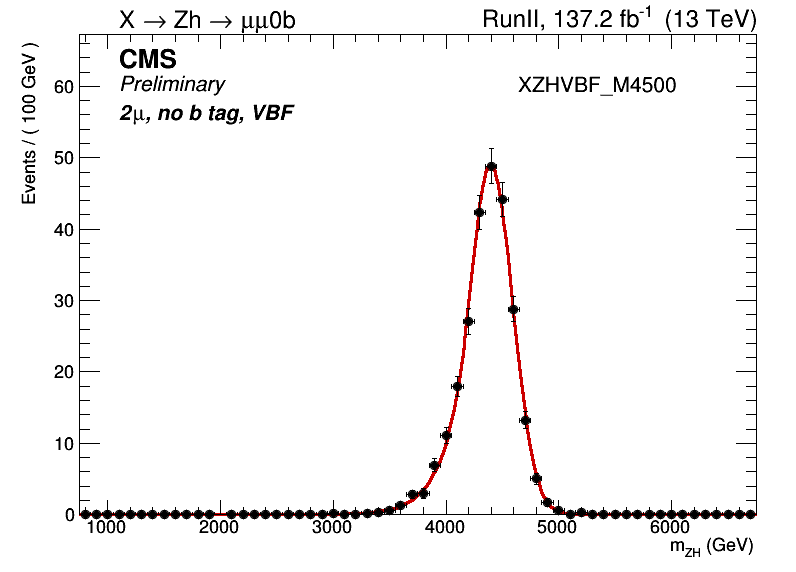 X → Zh → μμ0b
RunII, 137.2 fb⁻¹ (13 TeV)
CMS
Preliminary
2μ, no b tag, VBF
XZHVBF_M4500
Events / ( 100 GeV )
60
50
40
30
20
10
0
1000 2000 3000 4000 5000 6000
m_ZH (GeV)